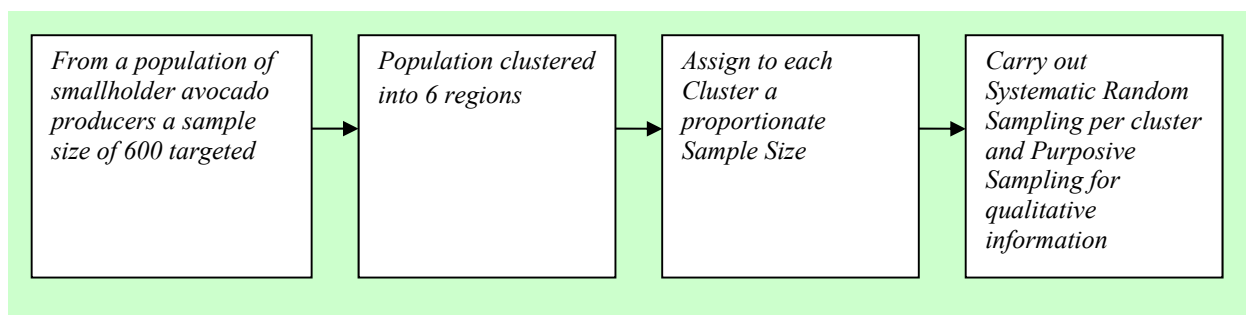 From a population of
smallholder avocado
producers a sample
size of 600 targeted
Population clustered
into 6 regions
Assign to each
Cluster a
proportionate
Sample Size
Carry out
Systematic Random
Sampling per cluster
and Purposive
Sampling for
qualitative
information